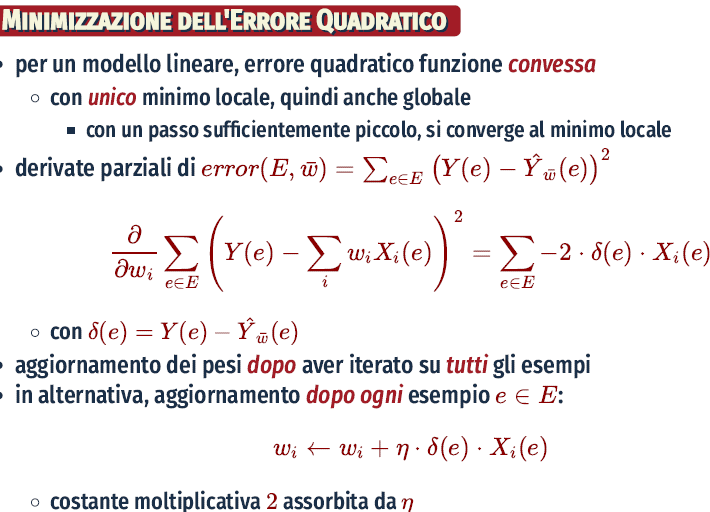 MINIMIZZAZIONE DELL'ERRORE QUADRATICO
• per un modello lineare, errore quadratico funzione convessa
○ con unico minimo locale, quindi anche globale
▪ con un passo sufficientemente piccolo, si converge al minimo locale
• derivate parziali di $error(E, \bar{w}) = \sum_{e \in E} \left(Y(e) - \hat{Y}_{\bar{w}}(e)\right)^2$
$\frac{\partial}{\partial w_i} \sum_{e \in E} \left(Y(e) - \sum_i w_i X_i(e)\right)^2 = \sum_{e \in E} -2 \cdot \delta(e) \cdot X_i(e)$
○ con $\delta(e) = Y(e) - \hat{Y}_{\bar{w}}(e)$
• aggiornamento dei pesi dopo aver iterato su tutti gli esempi
• in alternativa, aggiornamento dopo ogni esempio $e \in E$:
$w_i \leftarrow w_i + \eta \cdot \delta(e) \cdot X_i(e)$
○ costante moltiplicativa 2 assorbita da $\eta$